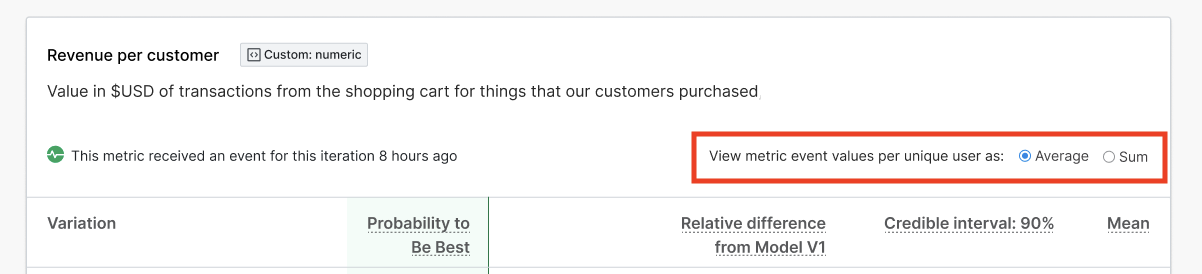 Revenue per customer Custom: numeric
Value in $USD of transactions from the shopping cart for things that our customers purchased
This metric received an event for this iteration 8 hours ago View metric event values per unique user as: Average Sum
Variation Probability to Be Best Relative difference from Model V1 Credible interval: 90% Mean